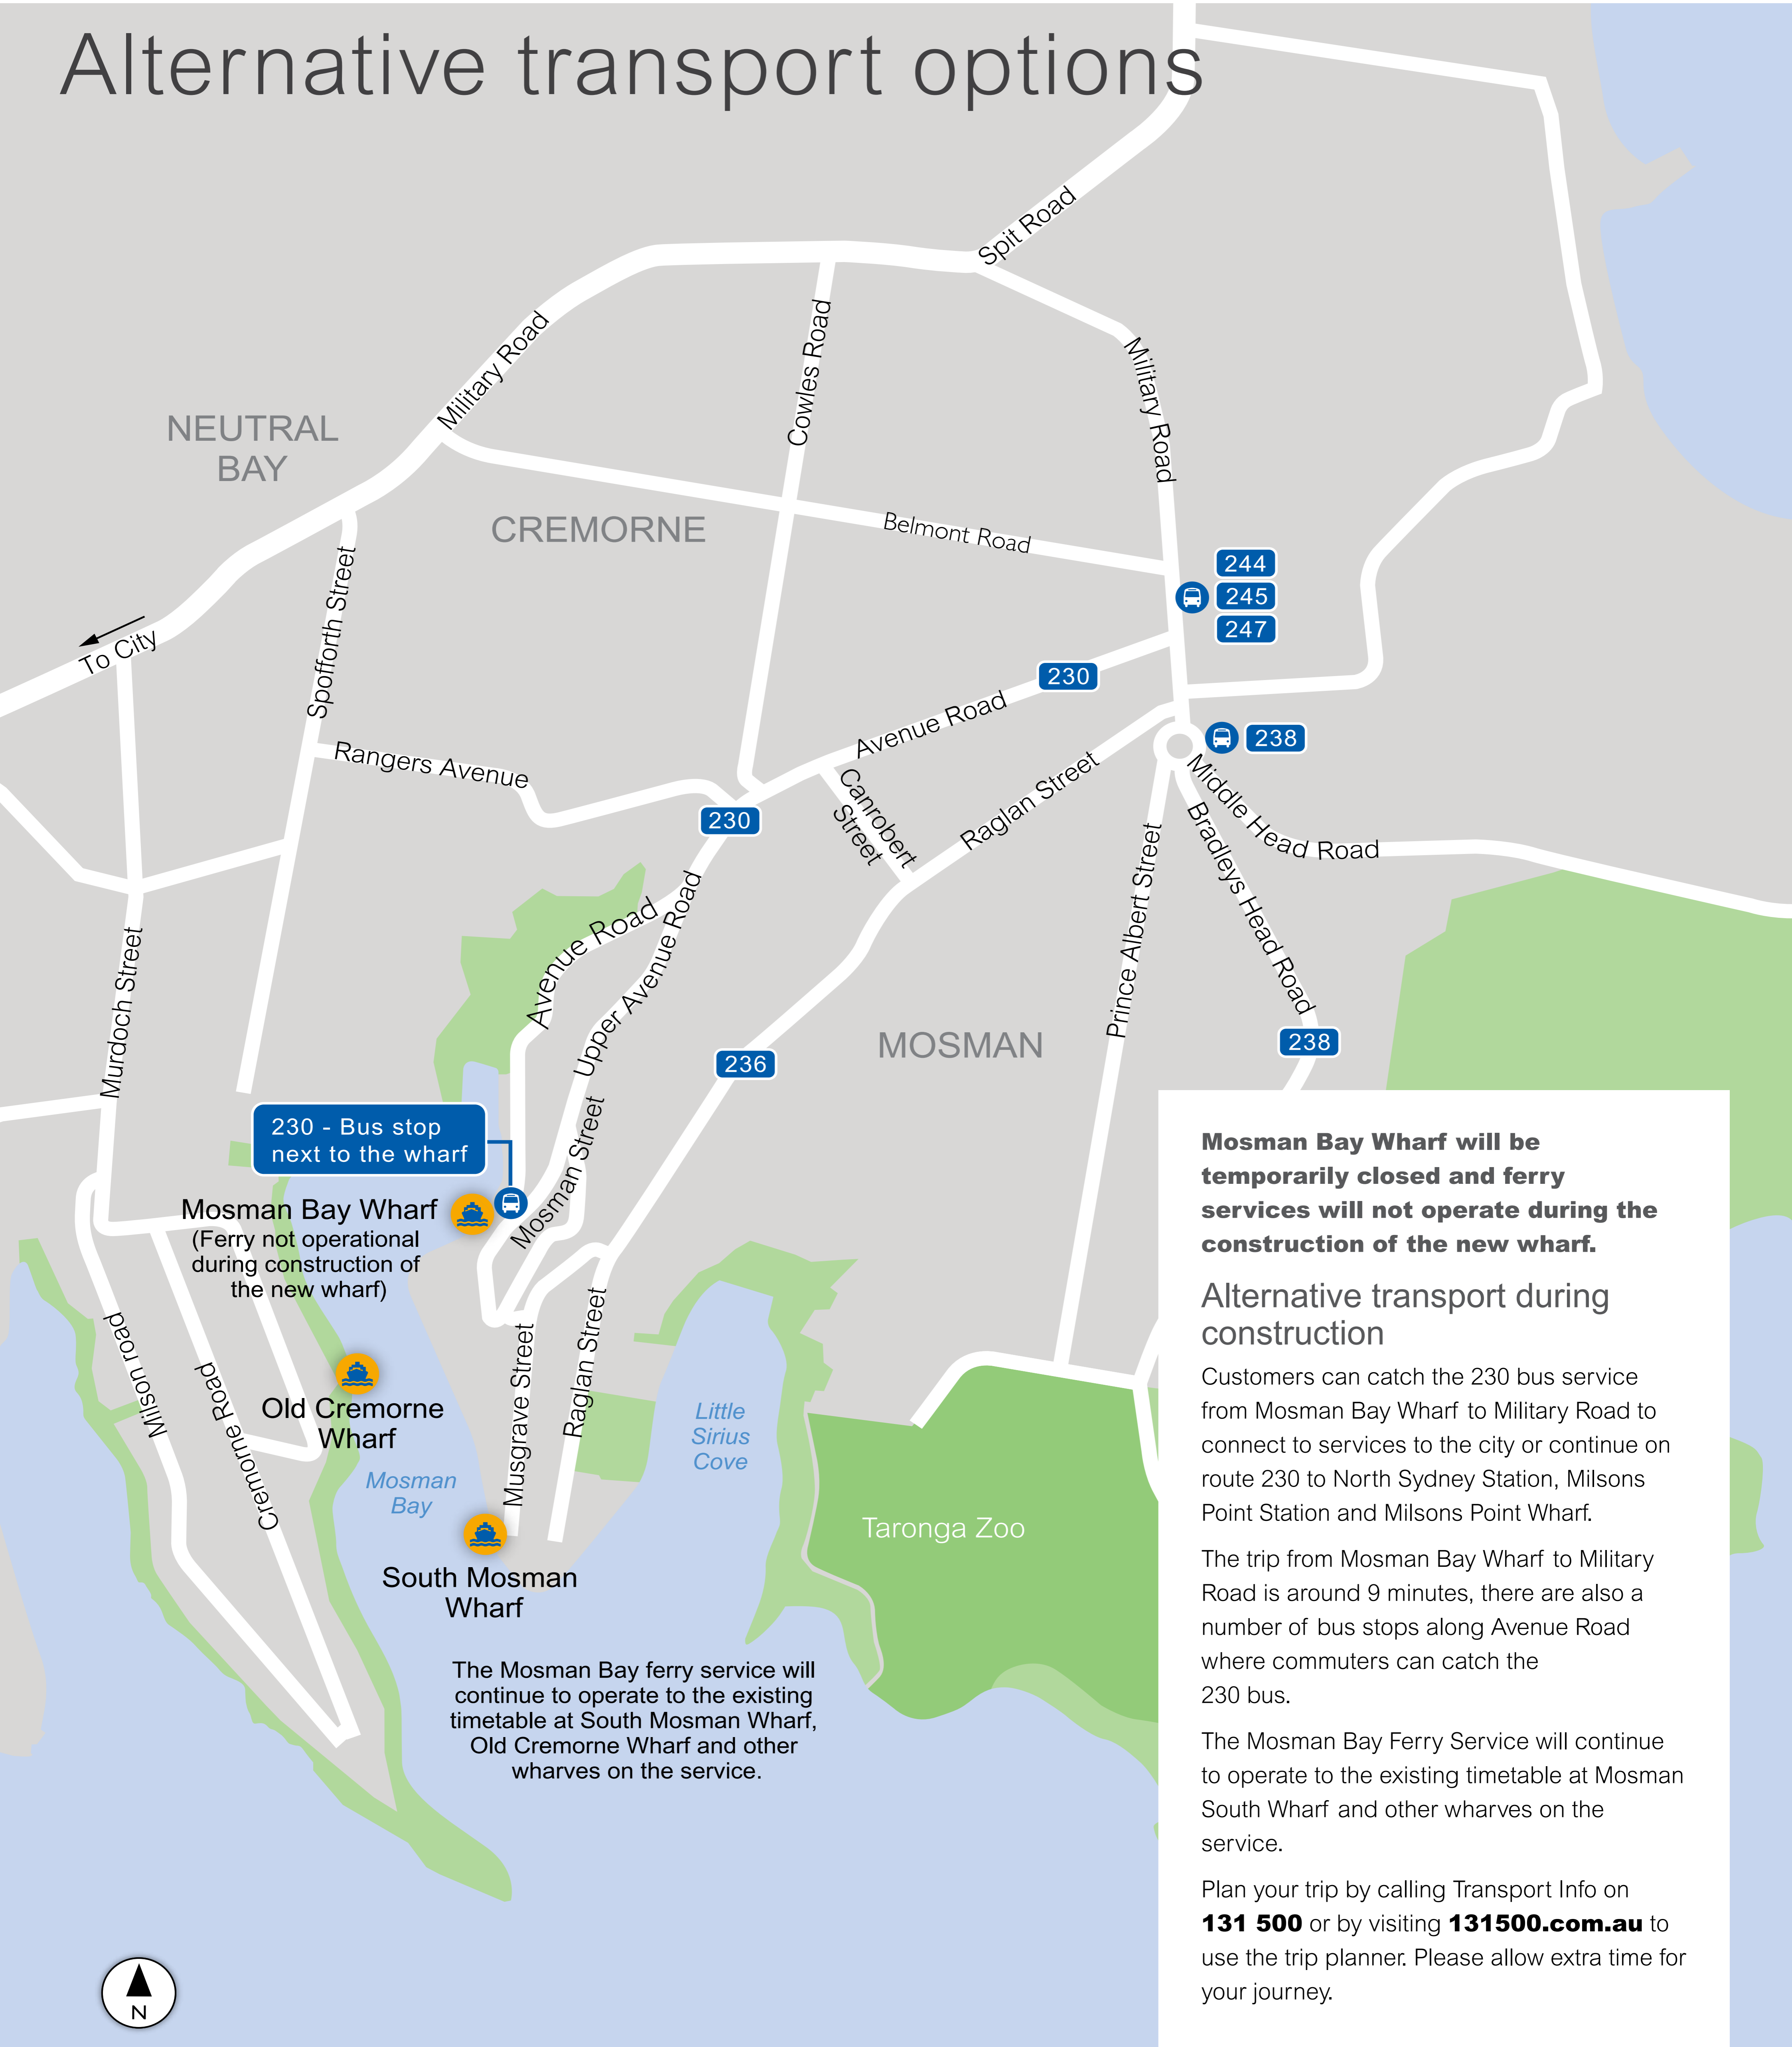 Alternative transport options
Spit Road
Military Road
Cowles Road
Military Road
NEUTRAL
BAY
CREMORNE
Belmont Road
244
245
247
To City
Spofforth Street
230
Avenue Road
238
Rangers Avenue
Canrobert
Street
Raglan Street
Middle Head Road
230
Prince Albert Street
Bradleys Head Road
Avenue Road
Upper Avenue Road
Murdoch Street
MOSMAN
238
236
230 - Bus stop
next to the wharf
Mosman Street
Mosman Bay Wharf
(Ferry not operational
during construction of
the new wharf)
Milson road
Cremorne Road
Old Cremorne
Wharf
Musgrave Street
Raglan Street
Little
Sirius
Cove
Mosman
Bay
Taronga Zoo
South Mosman
Wharf
The Mosman Bay ferry service will
continue to operate to the existing
timetable at South Mosman Wharf,
Old Cremorne Wharf and other
wharves on the service.
N
Mosman Bay Wharf will be
temporarily closed and ferry
services will not operate during the
construction of the new wharf.
Alternative transport during
construction
Customers can catch the 230 bus service
from Mosman Bay Wharf to Military Road to
connect to services to the city or continue on
route 230 to North Sydney Station, Milsons
Point Station and Milsons Point Wharf.
The trip from Mosman Bay Wharf to Military
Road is around 9 minutes, there are also a
number of bus stops along Avenue Road
where commuters can catch the
230 bus.
The Mosman Bay Ferry Service will continue
to operate to the existing timetable at Mosman
South Wharf and other wharves on the
service.
Plan your trip by calling Transport Info on
131 500 or by visiting 131500.com.au to
use the trip planner. Please allow extra time for
your journey.